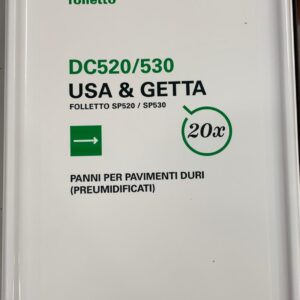 folletto
DC520/530
USA & GETTA
FOLLETTO SP520 / SP530
20x
PANNI PER PAVIMENTI DURI
(PREUMIDIFICATI)